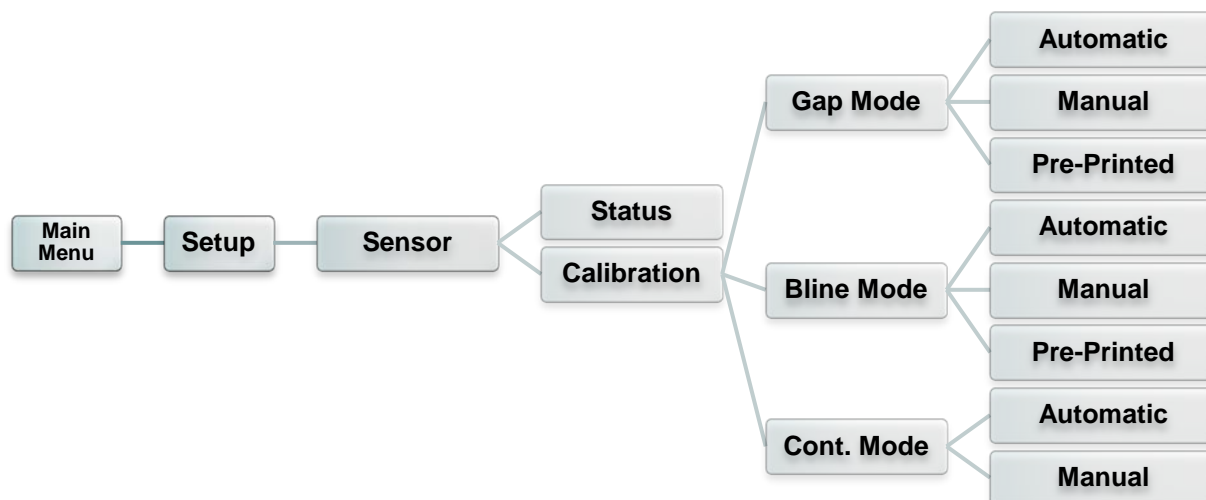 Main
Menu
Setup
Sensor
Status
Calibration
Gap Mode
Automatic
Manual
Pre-Printed
Bline Mode
Automatic
Manual
Pre-Printed
Cont. Mode
Automatic
Manual